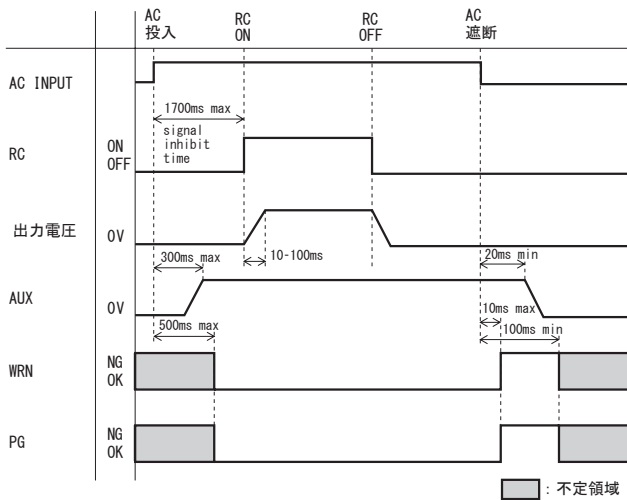 AC
投入
RC
ON
RC
OFF
AC
遮断
AC INPUT
1700ms max
signal
inhibit
time
RC
ON
OFF
出力電圧
0V
10-100ms
300ms max
20ms min
AUX
0V
10ms max
500ms max
100ms min
WRN
NG
OK
PG
NG
OK
: 不定領域